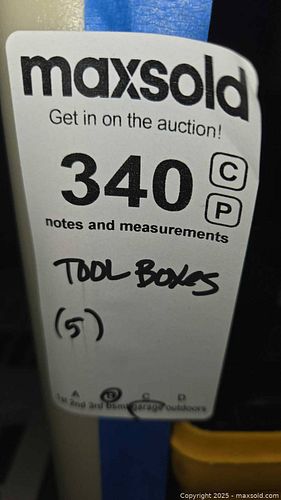 maxsold
Get in on the auction!
340
C
P
notes and measurements
TOOL BOXES
(5)
A B C D
1st 2nd 3rd bsmt garage outdoors
Copyright 2025 - maxsold.com